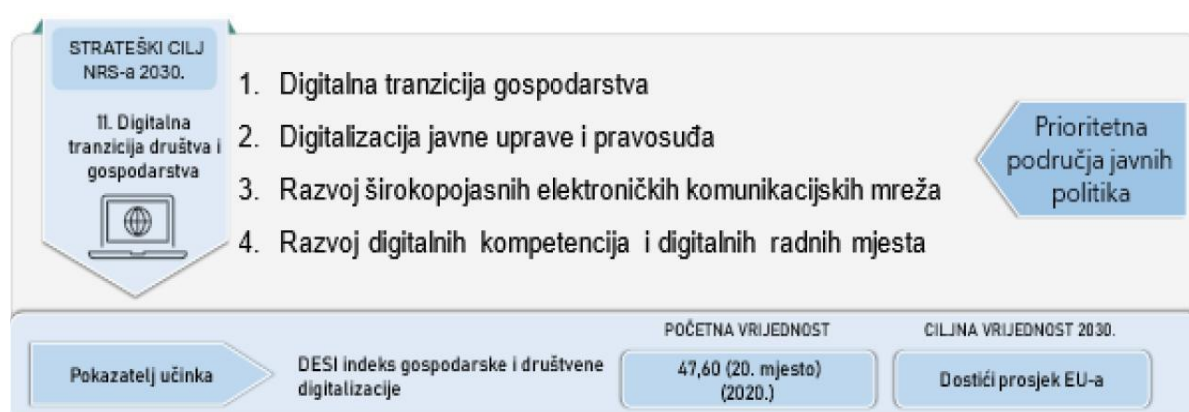 STRATEŠKI CILJ
NRS-a 2030.
11. Digitalna
tranzicija društva i
gospodarstva
1. Digitalna tranzicija gospodarstva
2. Digitalizacija javne uprave i pravosuđa
3. Razvoj širokopojasnih elektroničkih komunikacijskih mreža
4. Razvoj digitalnih kompetencija i digitalnih radnih mjesta
Prioritetna
područja javnih
politika
Pokazatelj učinka
DESI indeks gospodarske i društvene
digitalizacije
POČETNA VRIJEDNOST
47,60 (20. mjesto)
(2020.)
CILJNA VRIJEDNOST 2030.
Dostići prosjek EU-a